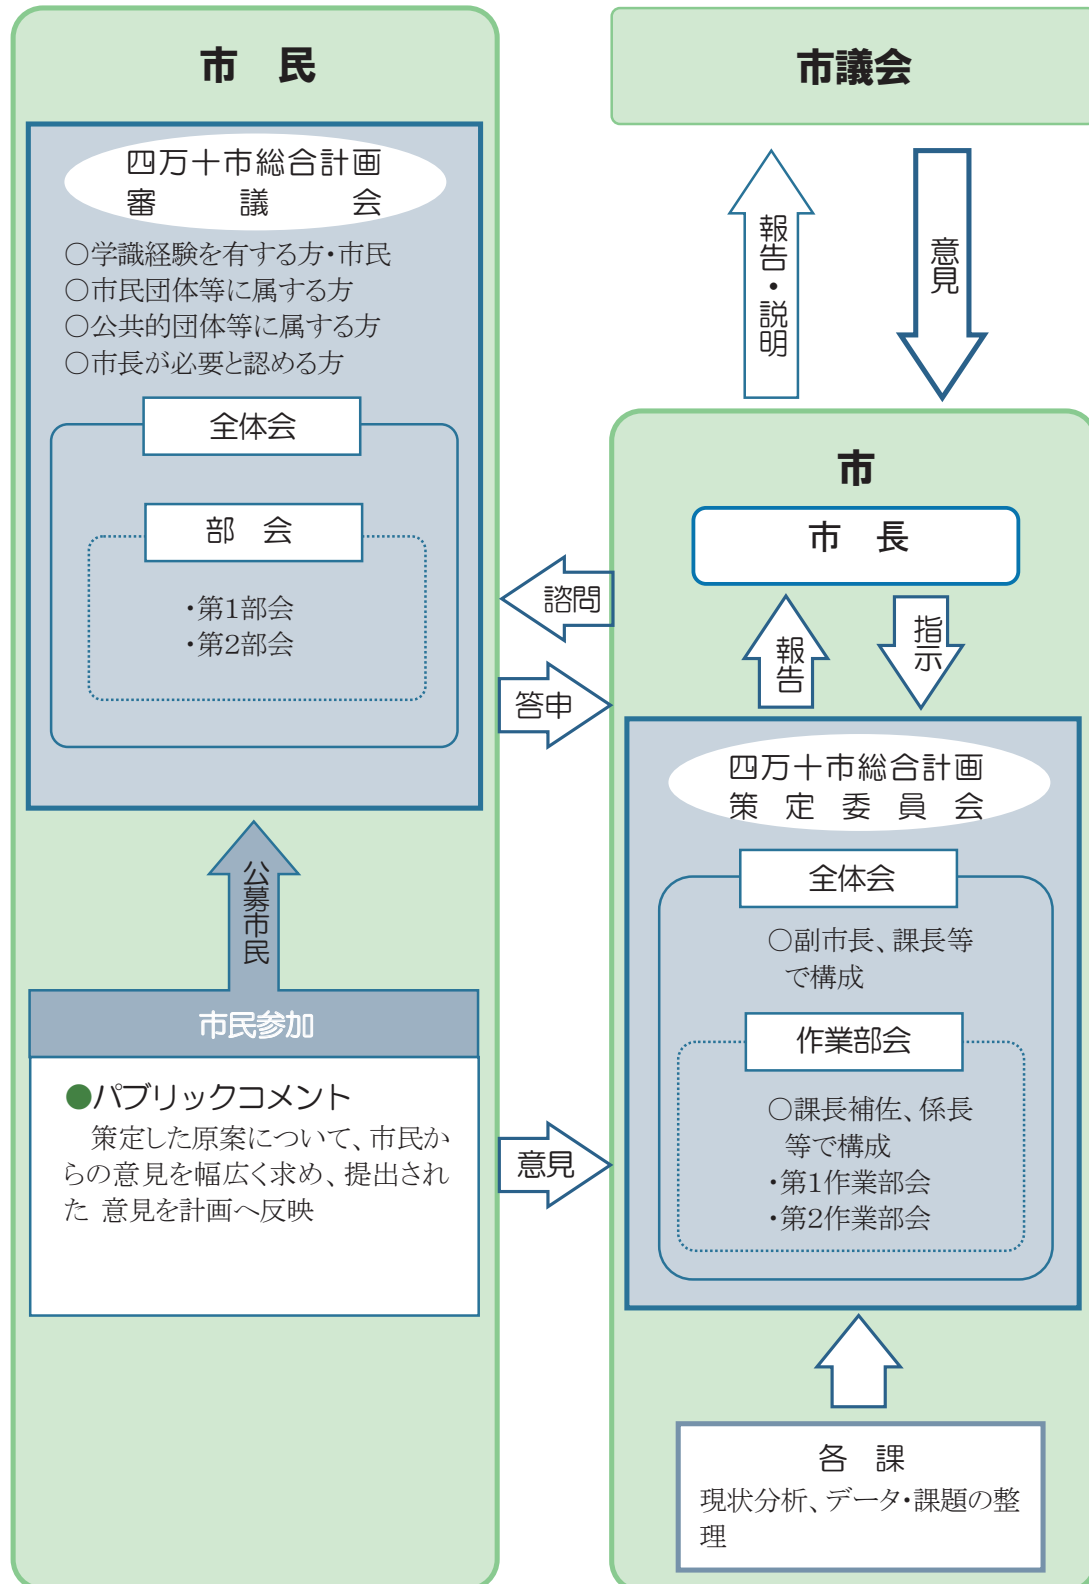 市 民
四万十市総合計画
審 議 会
○学識経験を有する方・市民
○市民団体等に属する方
○公共的団体等に属する方
○市長が必要と認める方
全体会
部 会
・第1部会
・第2部会
公募市民
市民参加
●パブリックコメント
策定した原案について、市民か
らの意見を幅広く求め、提出され
た 意見を計画へ反映
諮問
答申
意見
市議会
報告・説明
意見
市
市 長
報告
指示
四万十市総合計画
策 定 委 員 会
全体会
○副市長、課長等
で構成
作業部会
○課長補佐、係長
等で構成
・第1作業部会
・第2作業部会
各 課
現状分析、データ・課題の整
理